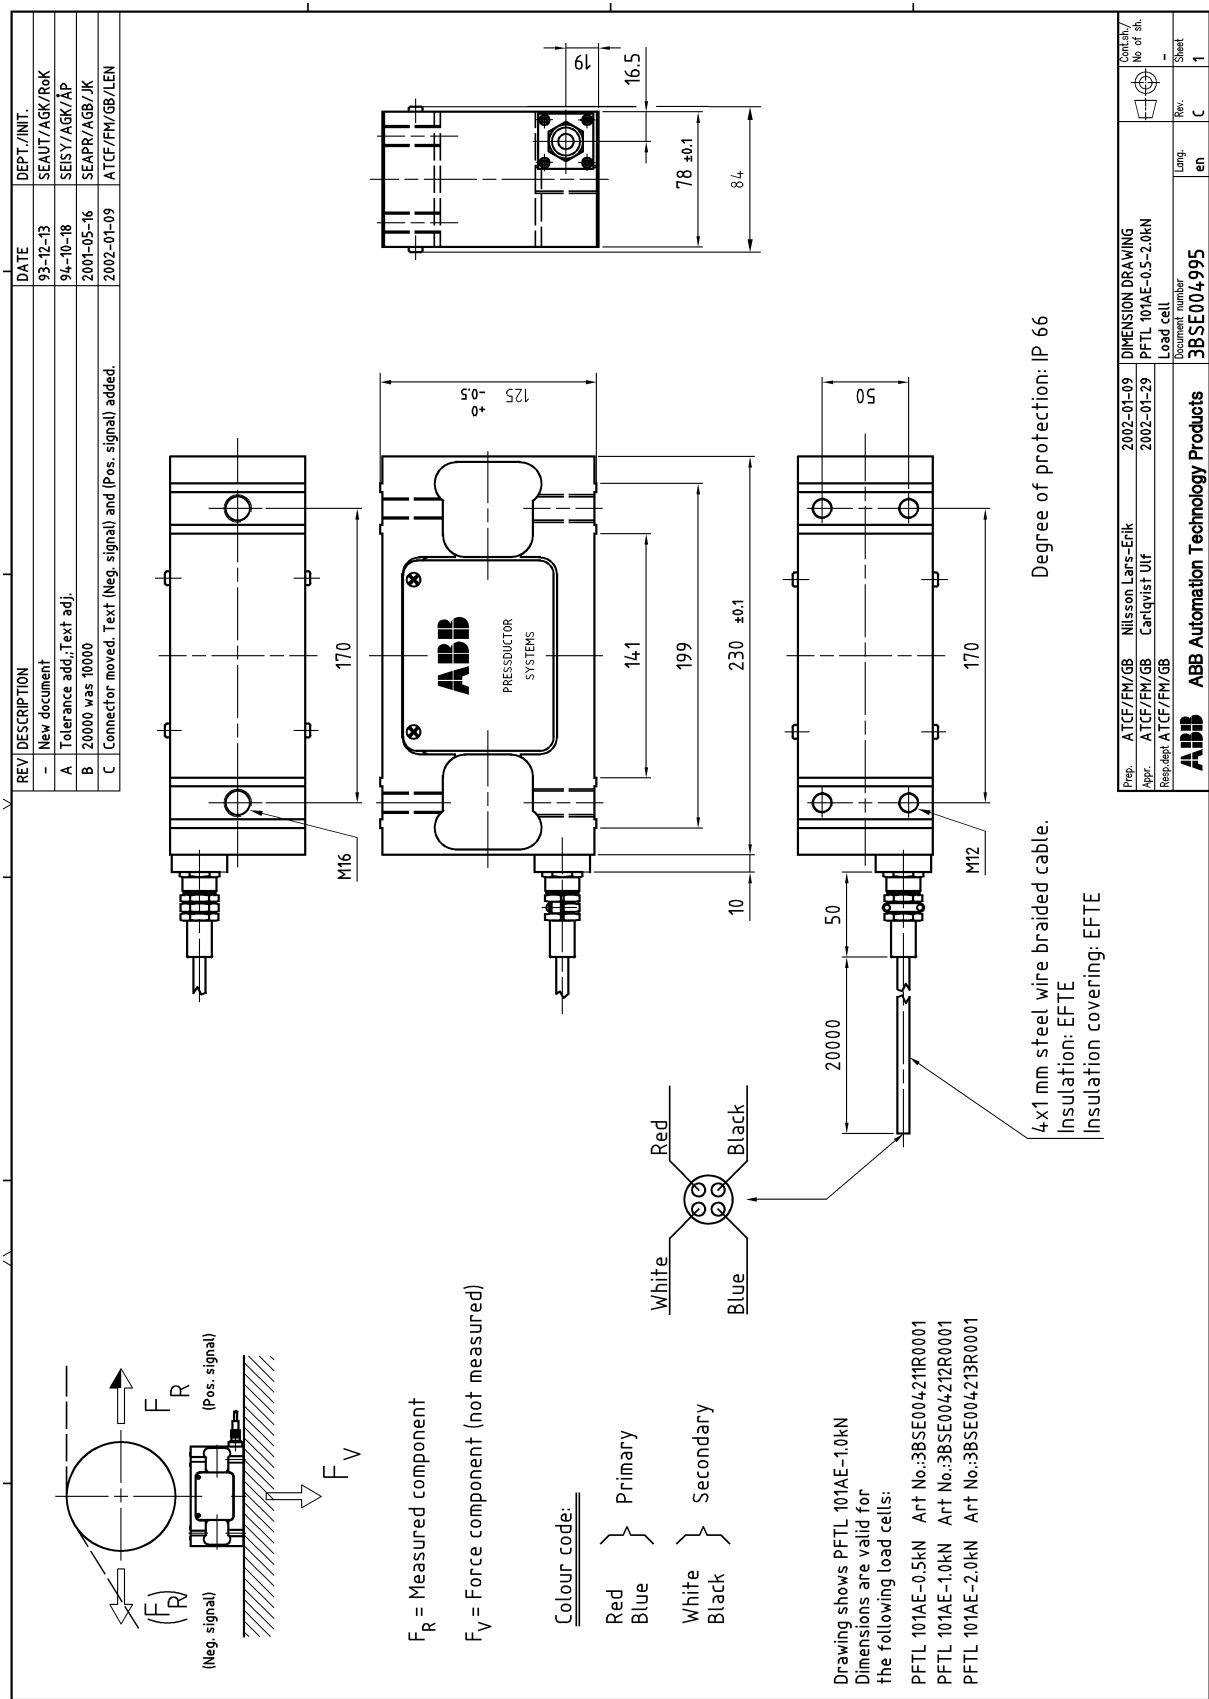 REV DESCRIPTION DATE DEPT./INIT.
- New document 93-12-13 SEAUT/AGK/RoK
A Tolerance add.;Text adj. 94-10-18 SEISY/AGK/ÅP
B 20000 was 10000 2001-05-16 SEAPR/AGB/JK
C Connector moved. Text (Neg. signal) and (Pos. signal) added. 2002-01-09 ATCF/FM/GB/LEN
(F R)
(Neg. signal)
F R
(Pos. signal)
F V
F R = Measured component
F V = Force component (not measured)
Colour code:
Red
Blue
Primary
White
Black
Secondary
White
Red
Blue
Black
Drawing shows PFTL 101AE-1.0kN
Dimensions are valid for
the following load cells:
PFTL 101AE-0.5kN Art No.:3BSE004211R0001
PFTL 101AE-1.0kN Art No.:3BSE004212R0001
PFTL 101AE-2.0kN Art No.:3BSE004213R0001
M16
170
ABB
PRESSDUCTOR
SYSTEMS
141
199
230 ±0.1
10
125 +0 -0.5
19
16.5
78 ±0.1
84
50
170
M12
50
20000
4x1 mm steel wire braided cable.
Insulation: EFTE
Insulation covering: EFTE
Degree of protection: IP 66
Prep. ATCF/FM/GB Nilsson Lars-Erik 2002-01-09
Appr. ATCF/FM/GB Carlqvist Ulf 2002-01-29
Resp.dept ATCF/FM/GB
DIMENSION DRAWING
PFTL 101AE-0.5-2.0kN
Load cell
Cont.sh./
No of sh.
-
ABB ABB Automation Technology Products
Document number
3BSE004995
Lang.
en
Rev.
C
Sheet
1